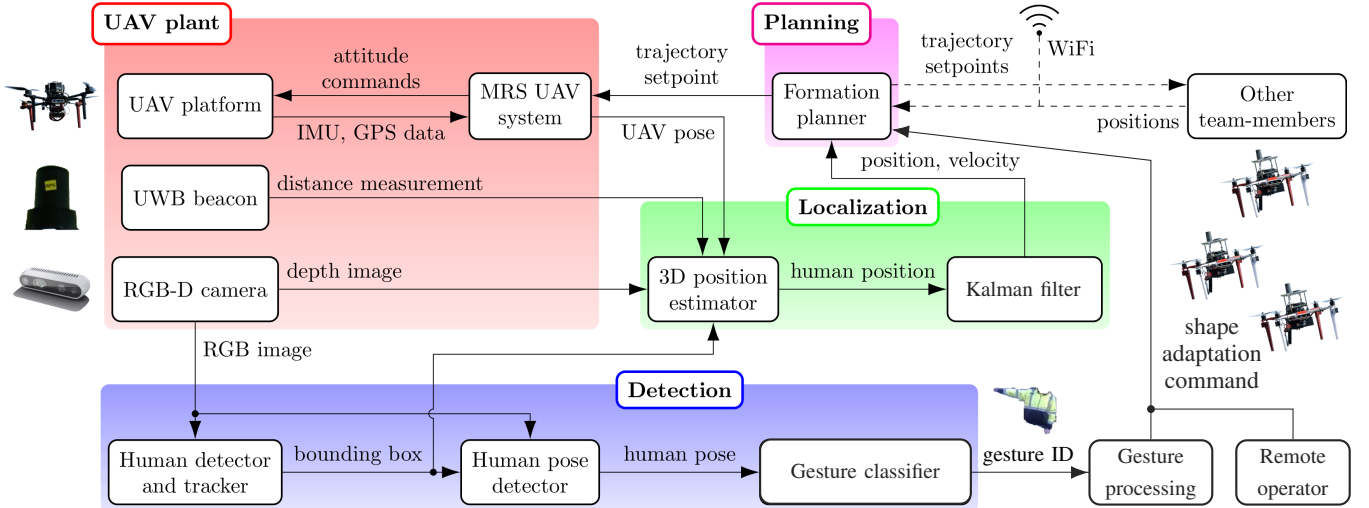 UAV plant
Planning
WiFi
attitude
commands
trajectory
setpoint
trajectory
setpoints
UAV platform
MRS UAV
system
Formation
planner
Other
team-members
IMU, GPS data
UAV pose
positions
position, velocity
UWB beacon
distance measurement
Localization
RGB-D camera
depth image
3D position
estimator
human position
Kalman filter
RGB image
shape
adaptation
command
Detection
Human detector
and tracker
bounding box
Human pose
detector
human pose
Gesture classifier
gesture ID
Gesture
processing
Remote
operator